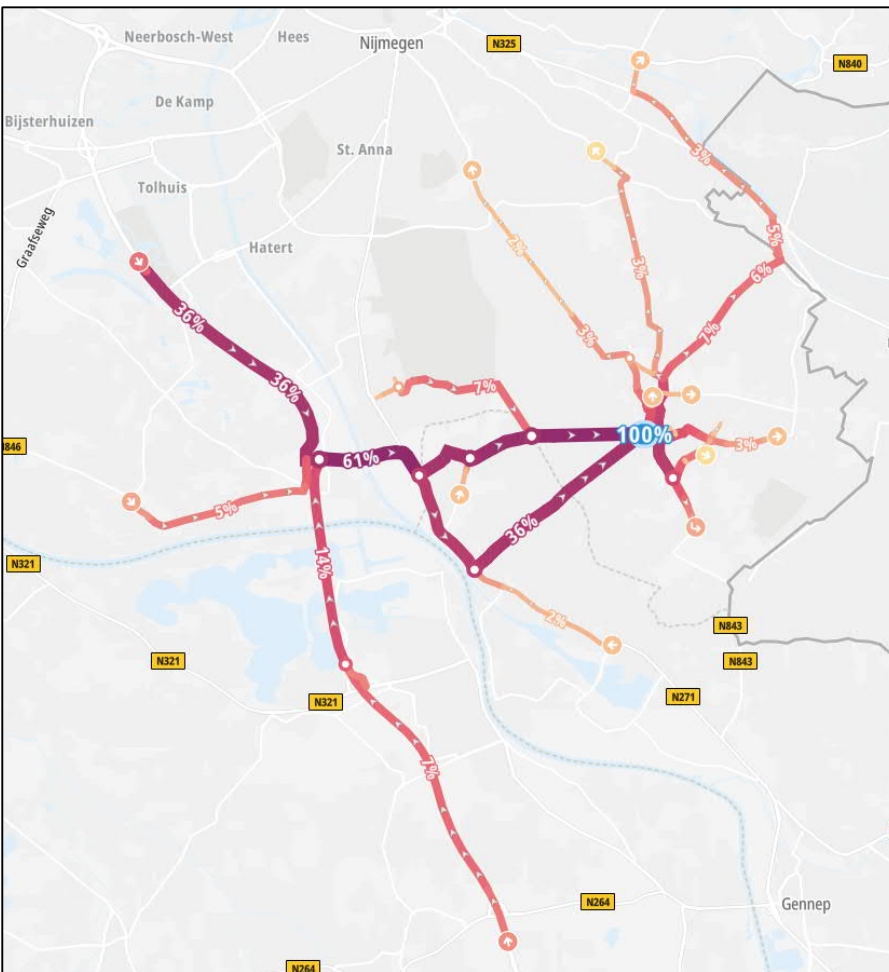 Neerbosch-West
Hees
Nijmegen
N325
N840
De Kamp
Bijsterhuizen
St. Anna
3%
Tolhuis
Graafseweg
Hatert
2%
3%
5%
6%
36%
3%
7%
36%
7%
100%
3%
61%
5%
36%
14%
N321
2%
N843
N321
N843
N271
N321
7%
N264
Gennep
N264